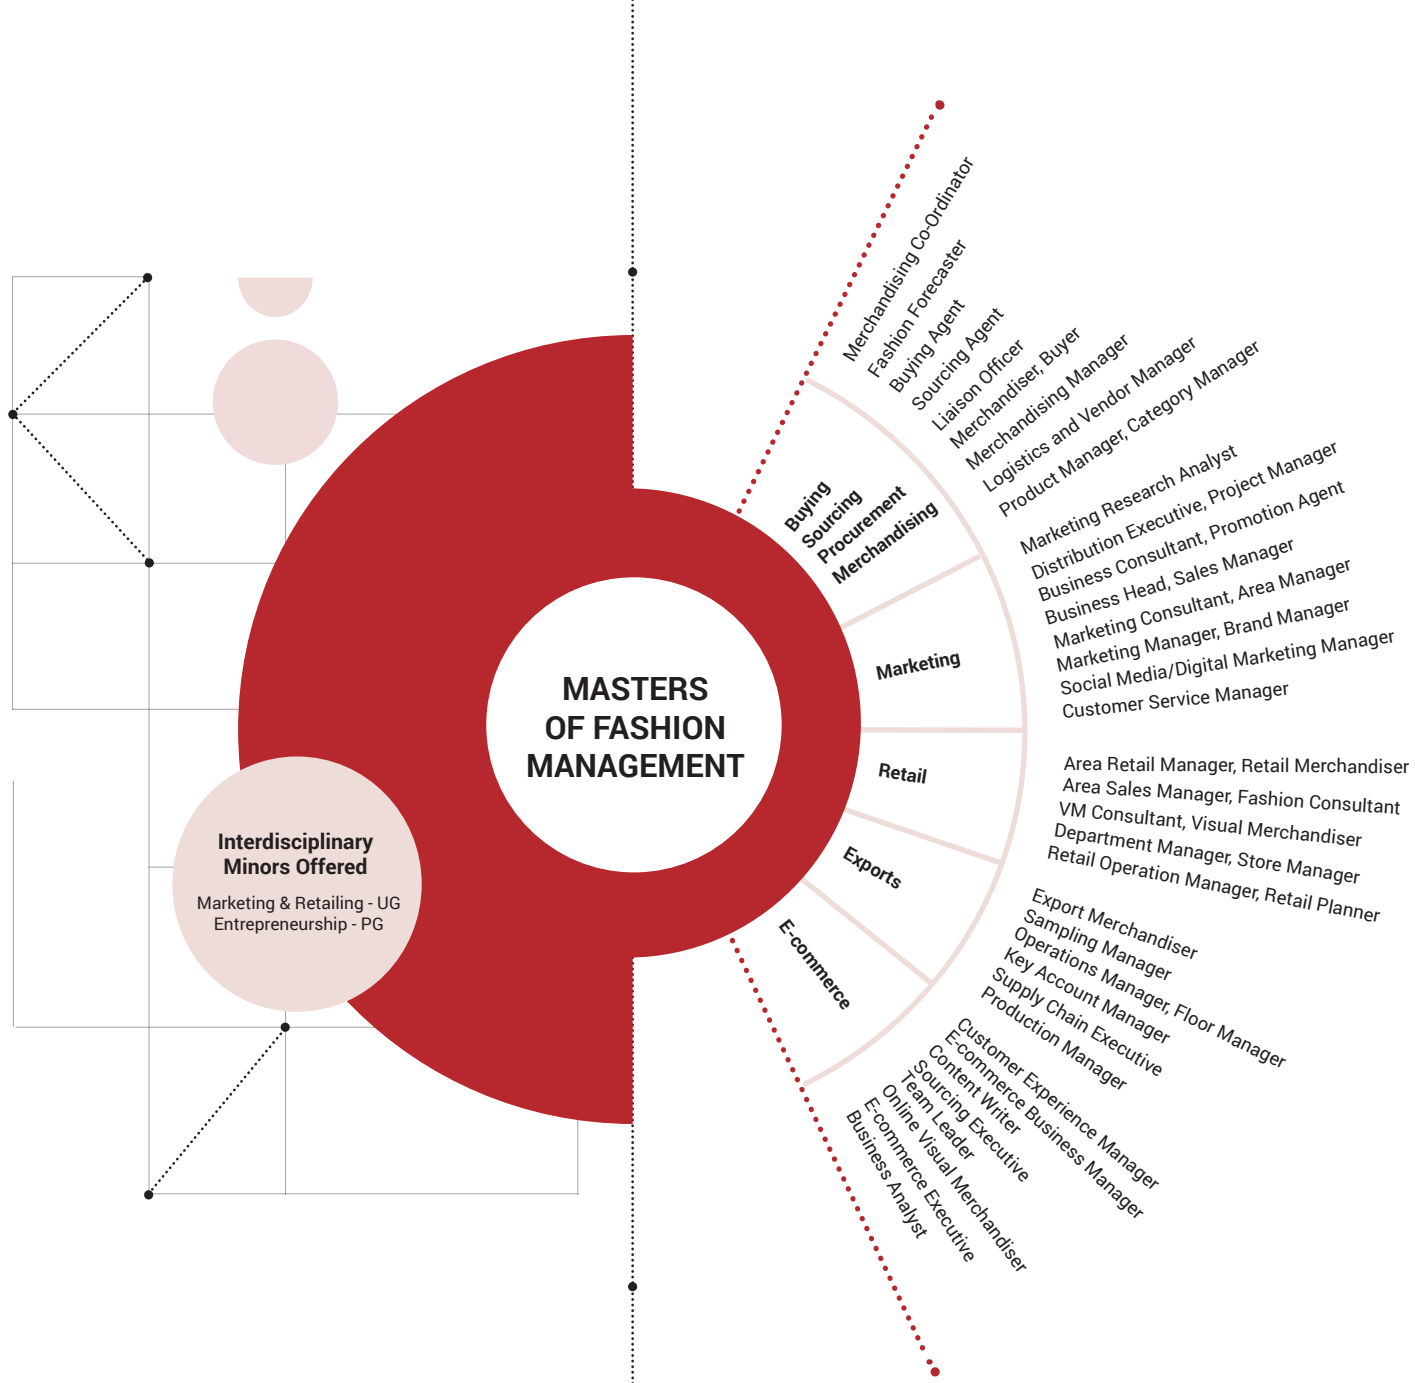 MASTERS
OF FASHION
MANAGEMENT
Interdisciplinary
Minors Offered
Marketing & Retailing - UG
Entrepreneurship - PG
Buying
Sourcing
Procurement
Merchandising
Merchandising Co-Ordinator
Fashion Forecaster
Buying Agent
Sourcing Agent
Liaison Officer
Merchandiser, Buyer
Merchandising Manager
Logistics and Vendor Manager
Product Manager, Category Manager
Marketing
Marketing Research Analyst
Distribution Executive, Project Manager
Business Consultant, Promotion Agent
Business Head, Sales Manager
Marketing Consultant, Area Manager
Marketing Manager, Brand Manager
Social Media/Digital Marketing Manager
Customer Service Manager
Retail
Area Retail Manager, Retail Merchandiser
Area Sales Manager, Fashion Consultant
VM Consultant, Visual Merchandiser
Department Manager, Store Manager
Retail Operation Manager, Retail Planner
Exports
Export Merchandiser
Sampling Manager
Operations Manager, Floor Manager
Key Account Manager
Supply Chain Executive
Production Manager
E-commerce
Customer Experience Manager
E-commerce Business Manager
Content Writer
Sourcing Executive
Team Leader
Online Visual Merchandiser
E-commerce Executive
Business Analyst